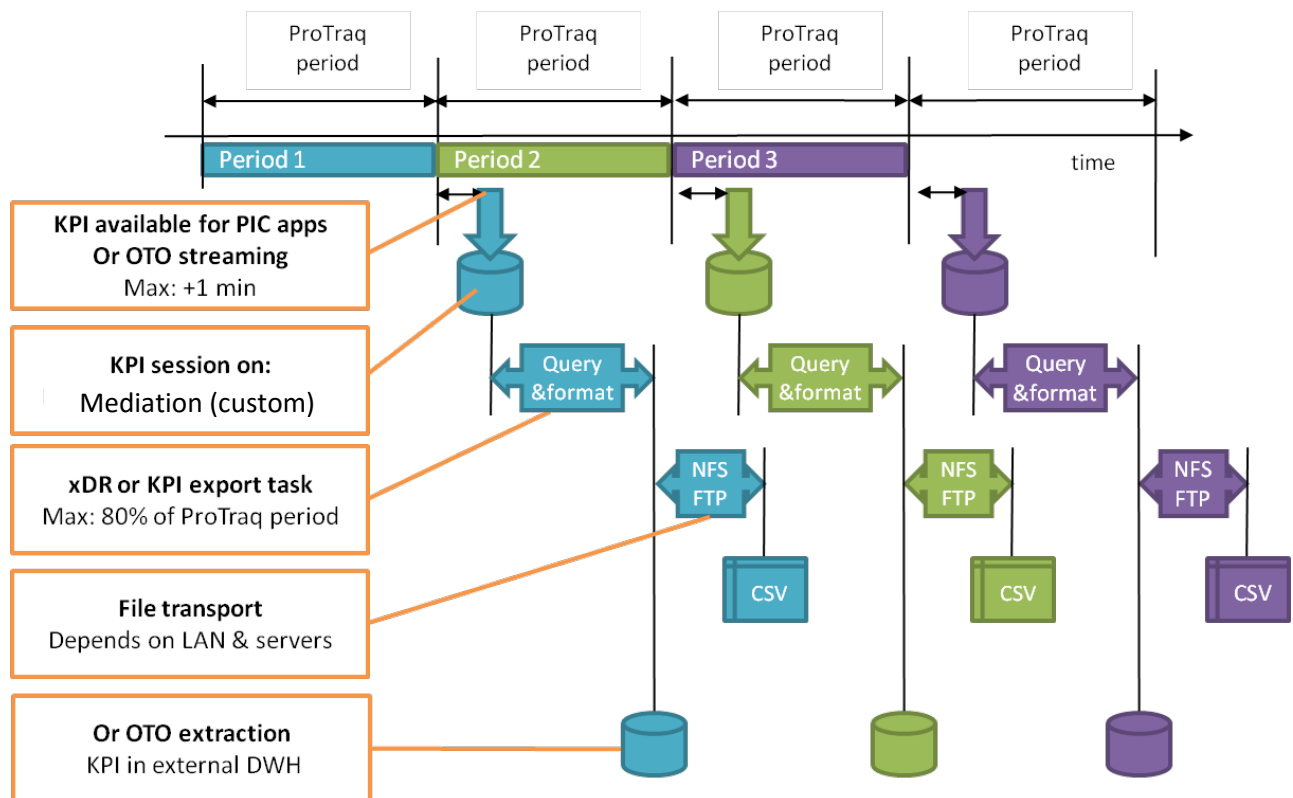 ProTraq
period
ProTraq
period
ProTraq
period
ProTraq
period
Period 1
Period 2
Period 3
time
KPI available for PIC apps
Or OTO streaming
Max: +1 min
KPI session on:
Mediation (custom)
Query
&format
Query
&format
Query
&format
xDR or KPI export task
Max: 80% of ProTraq period
NFS
FTP
NFS
FTP
NFS
FTP
File transport
Depends on LAN & servers
CSV
CSV
CSV
Or OTO extraction
KPI in external DWH